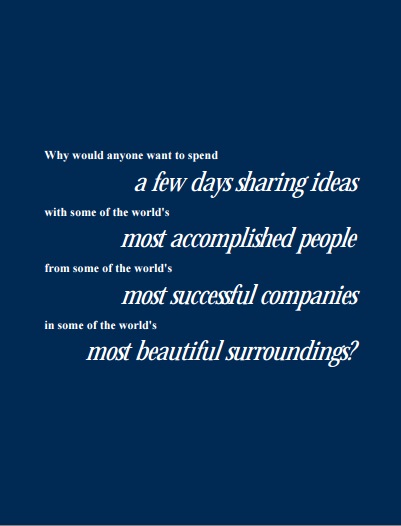 Why would anyone want to spend
a few days sharing ideas
with some of the world's
most accomplished people
from some of the world's
most successful companies
in some of the world's
most beautiful surroundings?